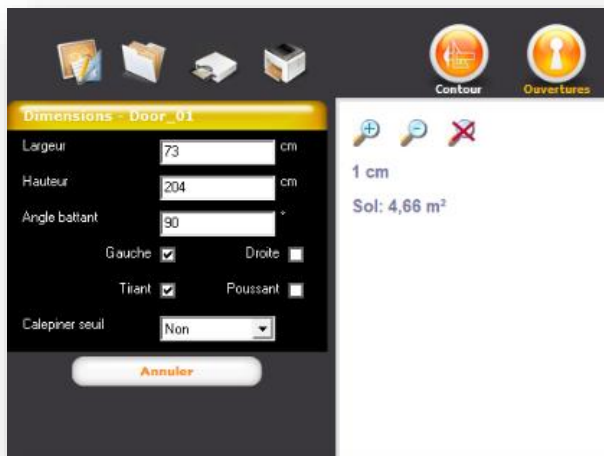 Contour
Ouvertures
Dimensions - Door_01
Largeur 73 cm
Hauteur 204 cm
Angle battant 90 °
Gauche Droite
Tirant Poussant
Calepiner seuil Non
Annuler
1 cm
Sol: 4,66 m²